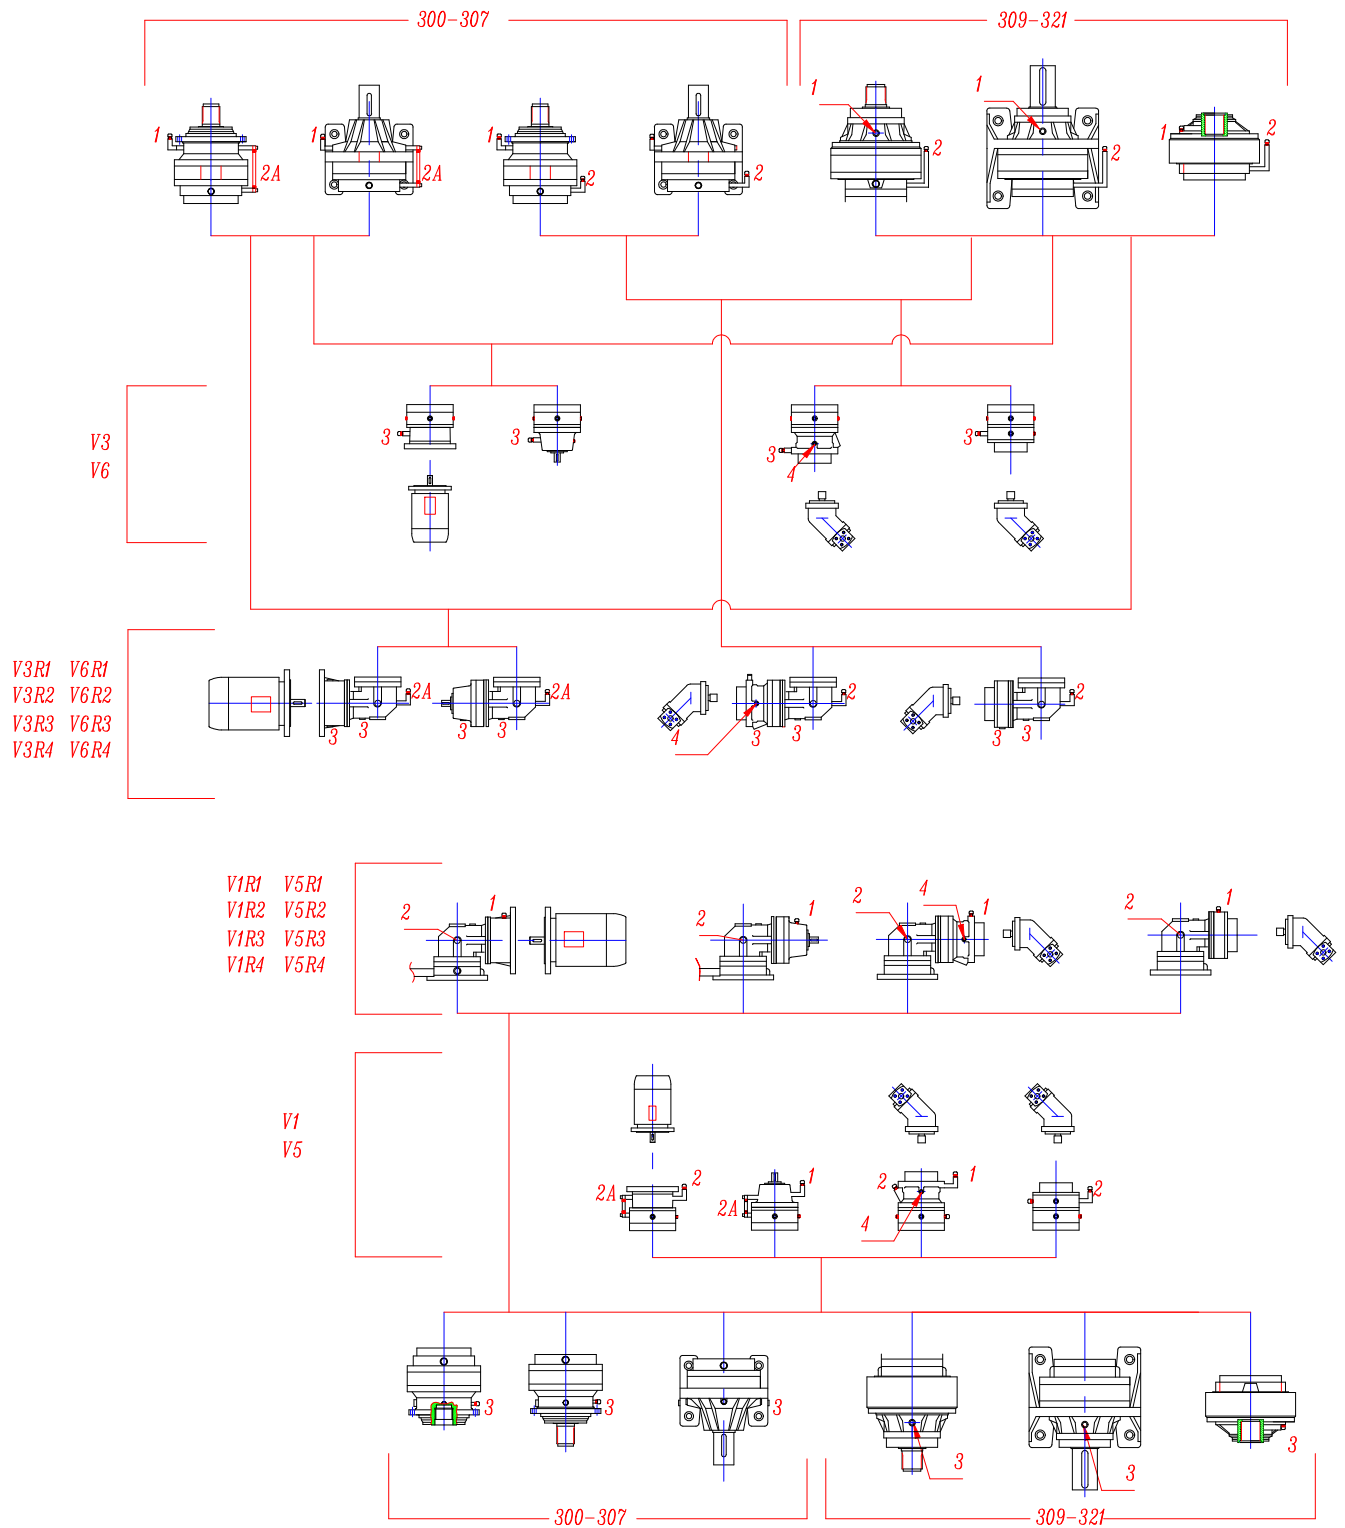 300-307 309-321
1 1
1 1 1 1 2 1 2
2A 2A 2 2 2
3 3 3 3
4
V3
V6
V3R1 V6R1
V3R2 V6R2
V3R3 V6R3
V3R4 V6R4
2A 2A 2 2
3 3 3 3 4 3 3 3 3
V1R1 V5R1
V1R2 V5R2
V1R3 V5R3
V1R4 V5R4
2 1 2 1 2 4 1 2 1
V1
V5
2A 2 2A 1 2 1 2
4
3 3 3 3 3 3
300-307 309-321